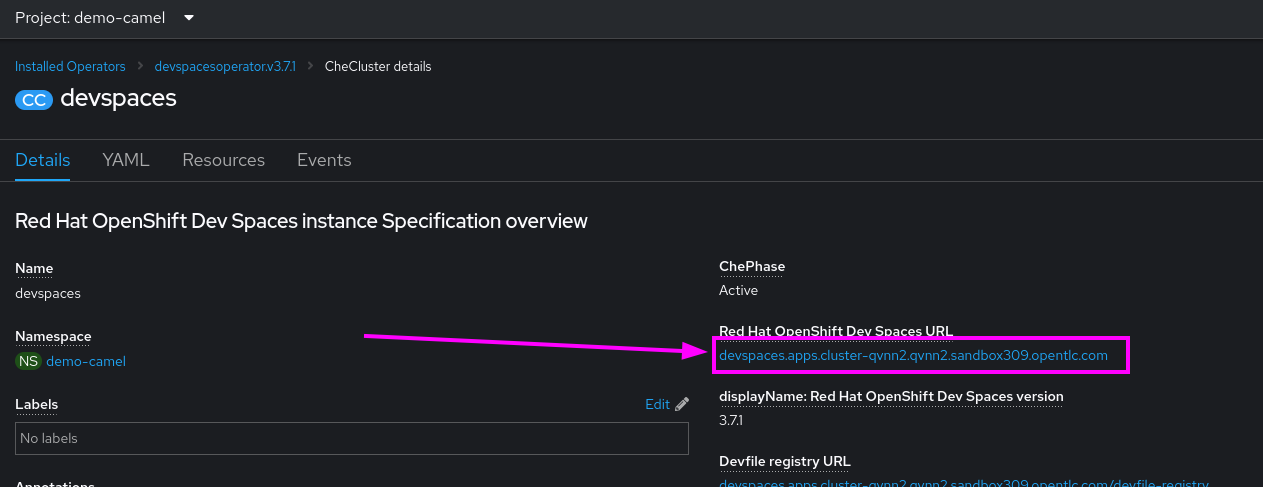 Project: demo-camel
Installed Operators > devspacesoperator.v3.7.1 > CheCluster details
CC devspaces
Details YAML Resources Events
Red Hat OpenShift Dev Spaces instance Specification overview
Name
devspaces
Namespace
NS demo-camel
Labels
Edit
No labels
Annotations
ChePhase
Active
Red Hat OpenShift Dev Spaces URL
devspaces.apps.cluster-qvnn2.qvnn2.sandbox309.opentlc.com
displayName: Red Hat OpenShift Dev Spaces version
3.7.1
Devfile registry URL
devspaces.apps.cluster-qvnn2.qvnn2.sandbox309.opentlc.com/devfile-registry